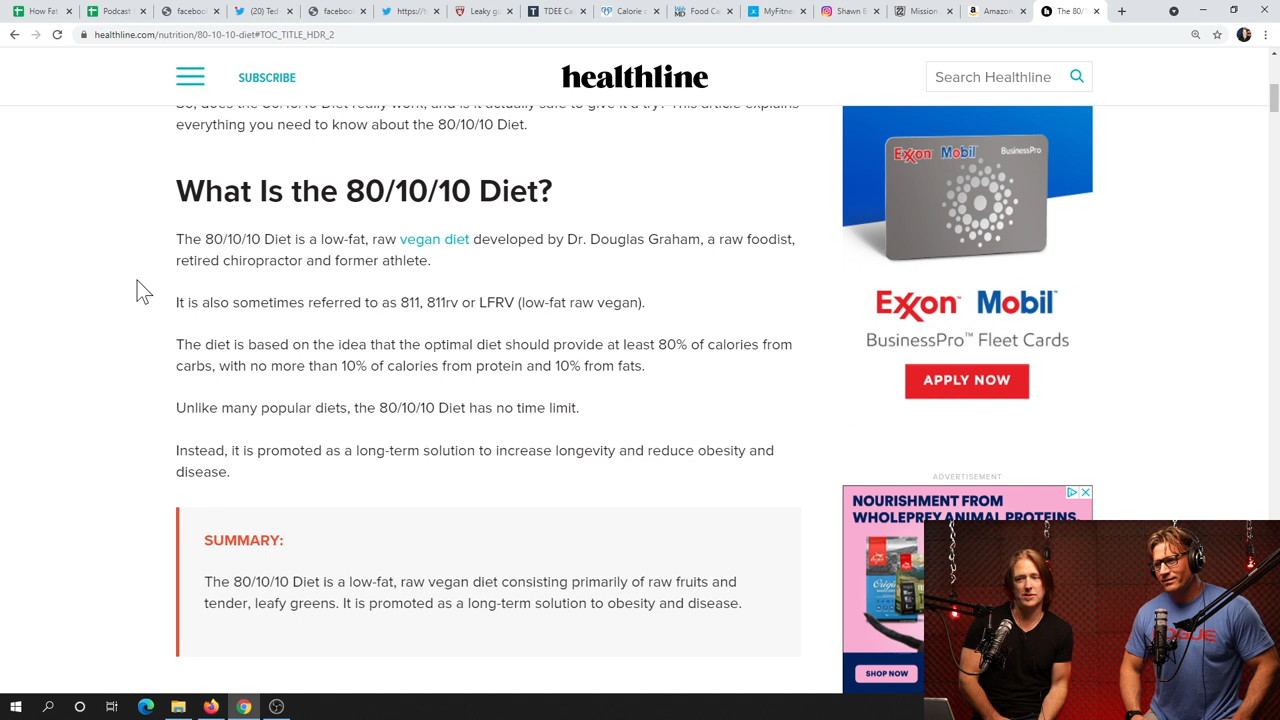 How Fat
Podcast
facebook
(20) Ted
facebook
https://t
Leaky gu
TDEE Ca
Calorie c
Food Ca
MyFitne
Shawn B
Mission
Amazon.
The 80/
healthline.com/nutrition/80-10-10-diet#TOC_TITLE_HDR_2
SUBSCRIBE
healthline
Search Healthline
So, does the 80/10/10 Diet really work, and is it actually safe to give it a try? This article explains
everything you need to know about the 80/10/10 Diet.
What Is the 80/10/10 Diet?
The 80/10/10 Diet is a low-fat, raw vegan diet developed by Dr. Douglas Graham, a raw foodist,
retired chiropractor and former athlete.
It is also sometimes referred to as 811, 811rv or LFRV (low-fat raw vegan).
The diet is based on the idea that the optimal diet should provide at least 80% of calories from
carbs, with no more than 10% of calories from protein and 10% from fats.
Unlike many popular diets, the 80/10/10 Diet has no time limit.
Instead, it is promoted as a long-term solution to increase longevity and reduce obesity and
disease.
SUMMARY:
The 80/10/10 Diet is a low-fat, raw vegan diet consisting primarily of raw fruits and
tender, leafy greens. It is promoted as a long-term solution to obesity and disease.
Exxon Mobil
BusinessPro
Exxon Mobil
BusinessPro™ Fleet Cards
APPLY NOW
ADVERTISEMENT
NOURISHMENT FROM
WHOLEPREY ANIMAL PROTEINS.
SHOP NOW
ROGUE